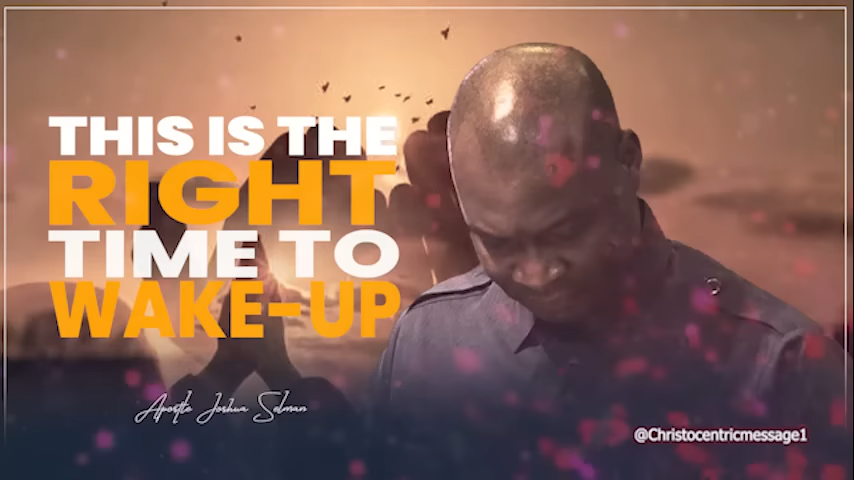 THIS IS THE
RIGHT
TIME TO
WAKE-UP
Apostle Joshua Selman
@Christocentricmessage1